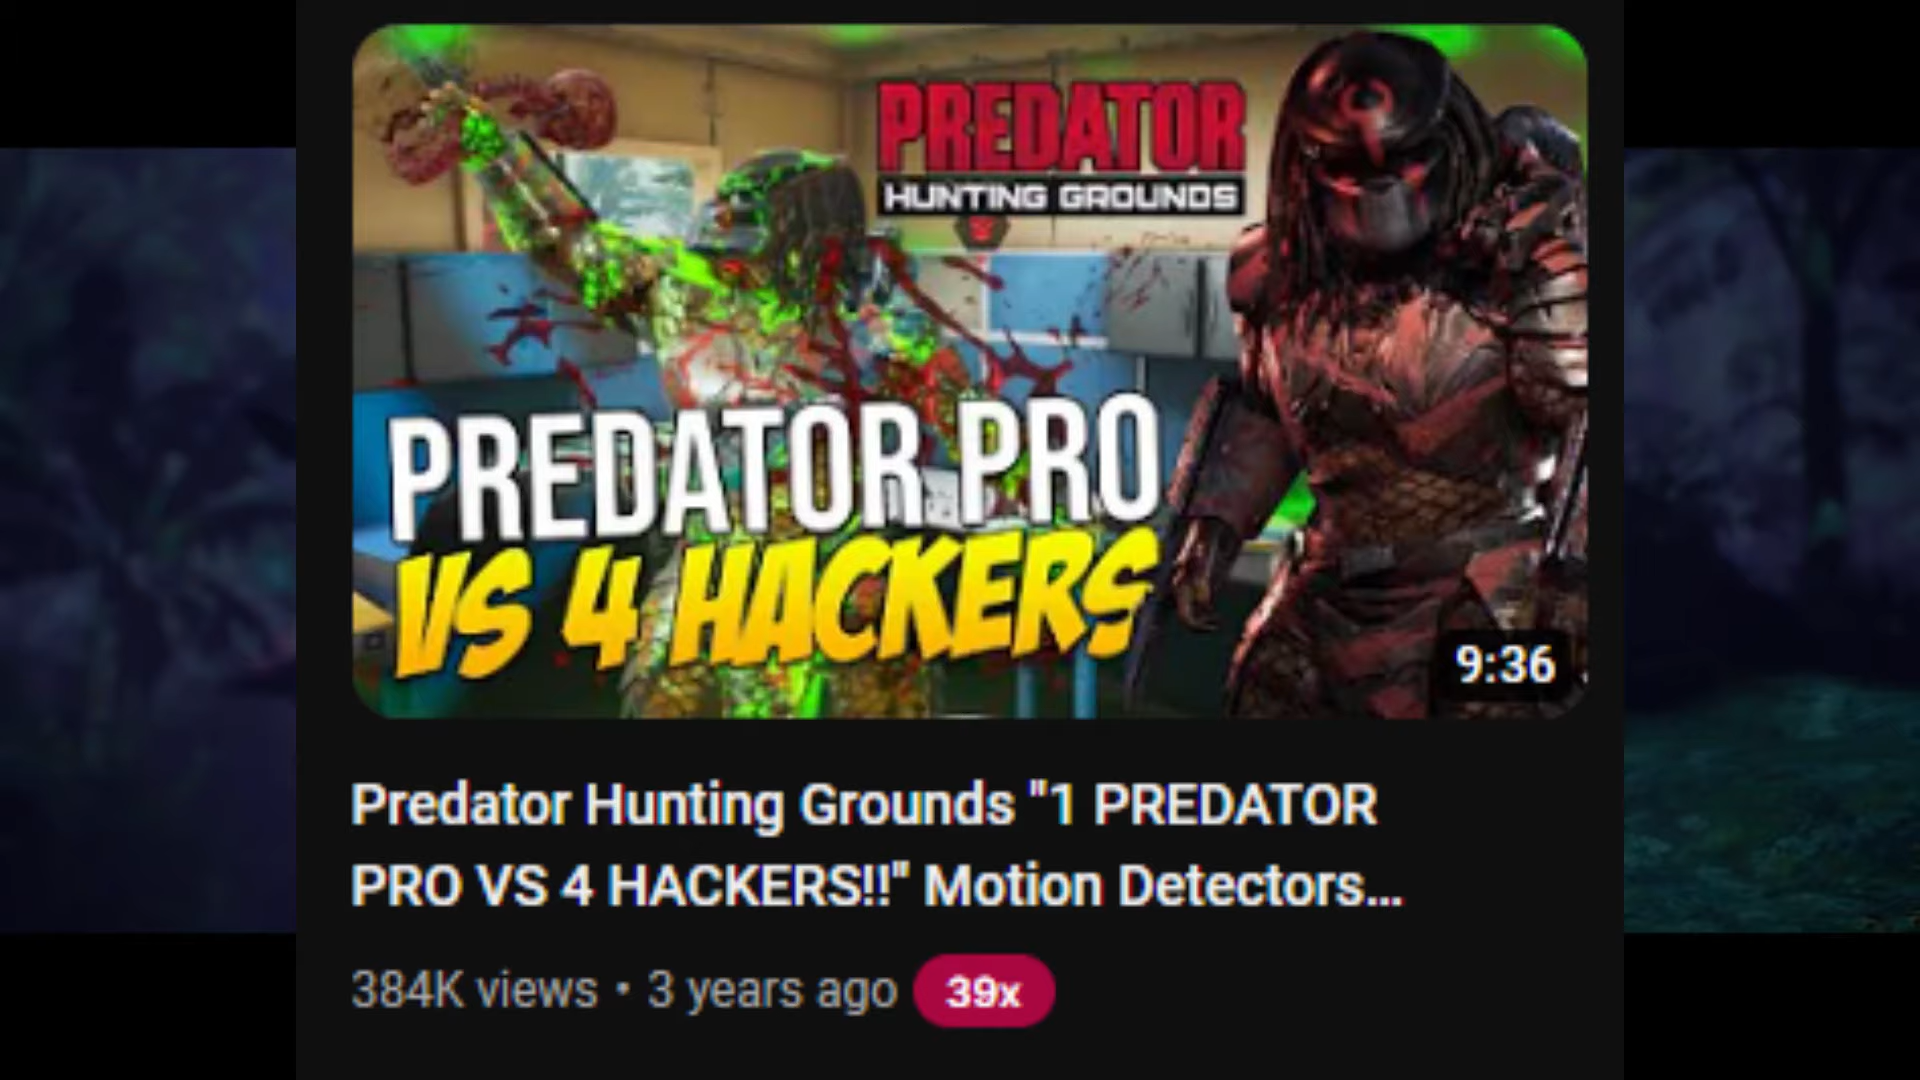 PREDATOR
HUNTING GROUNDS
PREDATOR PRO
VS 4 HACKERS
9:36
Predator Hunting Grounds "1 PREDATOR
PRO VS 4 HACKERS!!" Motion Detectors...
384K views • 3 years ago 39x